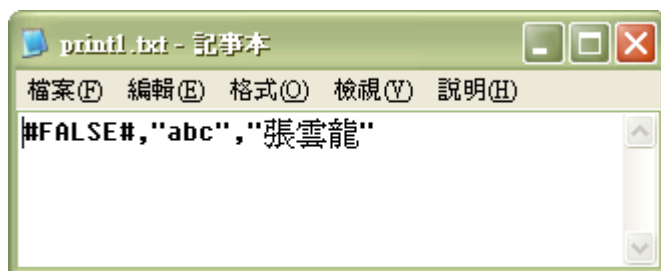 print1.txt - 記事本
檔案(F) 編輯(E) 格式(O) 檢視(V) 說明(H)
#FALSE#,"abc","張雲龍"